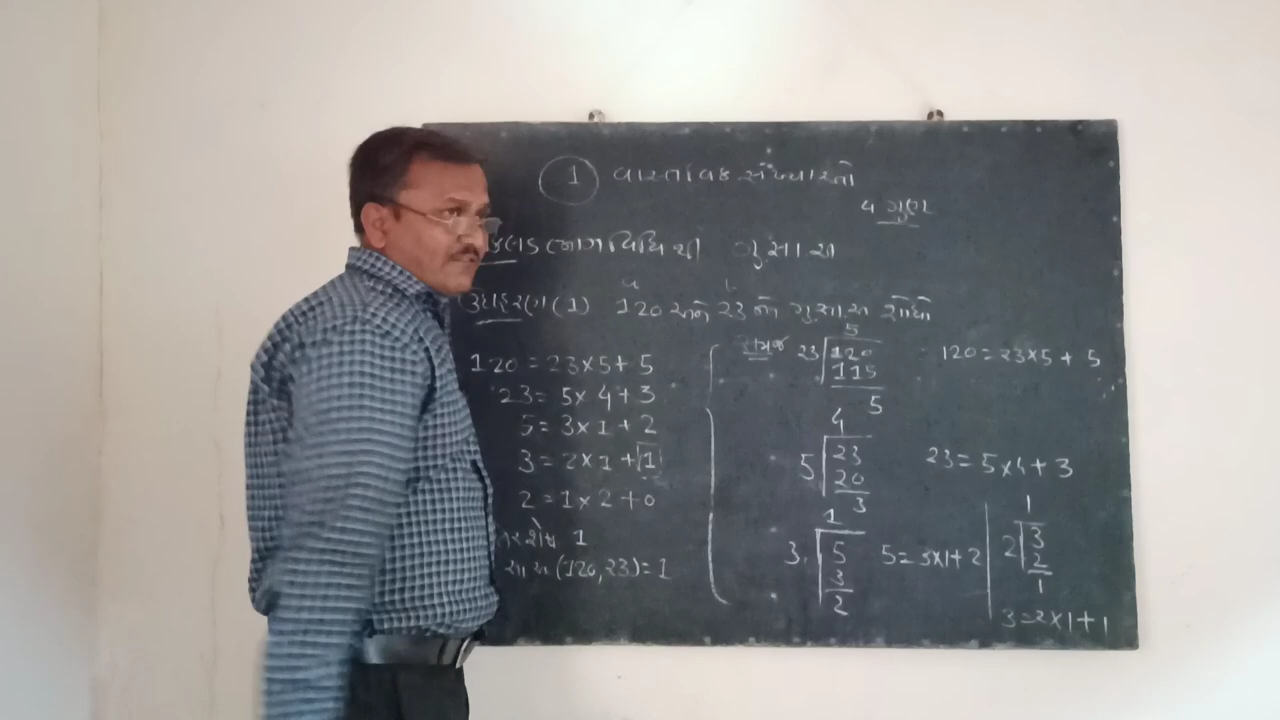 1 વાસ્તવિક સંખ્યાઓ
4 ગુણ
ભાગ વિધિ થી ગુ સા અ
a b
ઉદાહરણ (1) 120 અને 23 નો ગુ.સા.અ શોધો
120 = 23 x 5 + 5
23 = 5 x 4 + 3
5 = 3 x 1 + 2
3 = 2 x 1 + 1
2 = 1 x 2 + 0
શેષ 1
સા અ (120, 23) = 1
સમજ
5
23 120
115
5
120 = 23 x 5 + 5
4
5 23
20
3
23 = 5 x 4 + 3
1
3 5
3
2
5 = 3 x 1 + 2
1
2 3
2
1
3 = 2 x 1 + 1